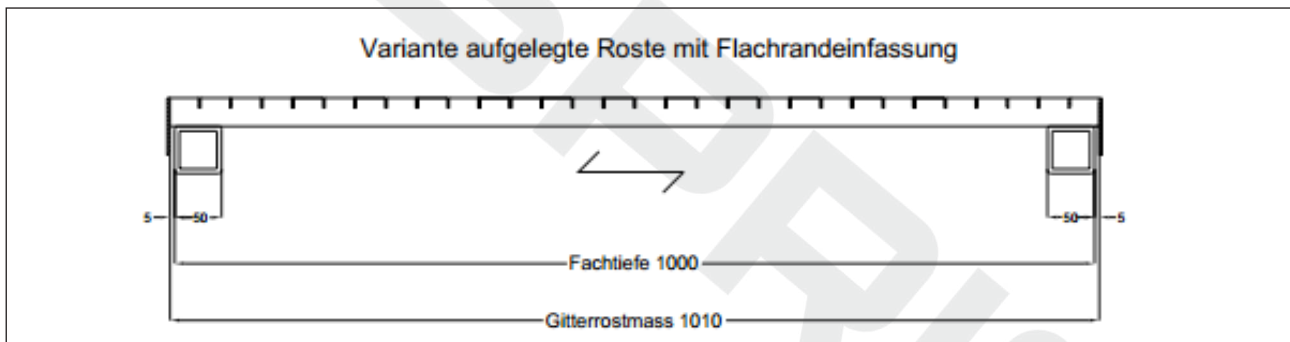 Variante aufgelegte Roste mit Flachrandeinfassung
5 50 50 5
Fachtiefe 1000
Gitterrostmass 1010